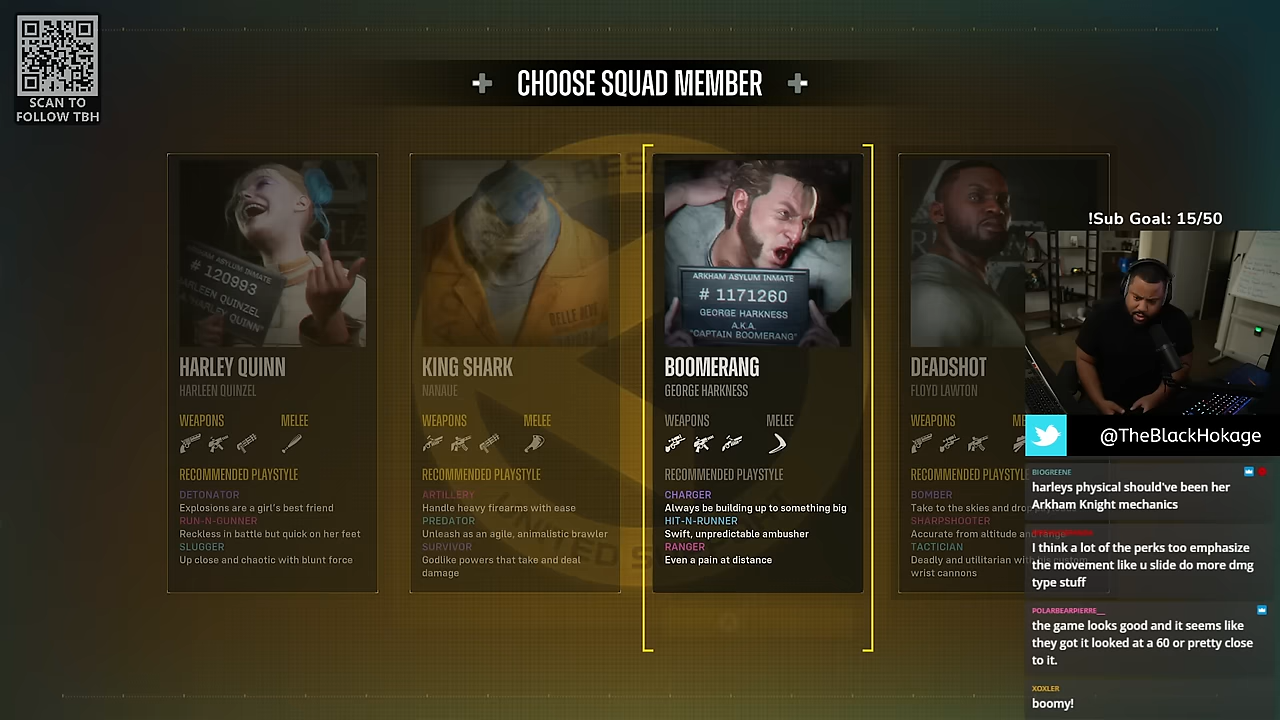 SCAN TO
FOLLOW TBH
CHOOSE SQUAD MEMBER
# 120993
HARLEEN QUINZEL
"HARLEY QUINN"
HARLEY QUINN
HARLEEN QUINZEL
WEAPONS MELEE
RECOMMENDED PLAYSTYLE
DETONATOR
Explosions are a girl's best friend
RUN-N-GUNNER
Reckless in battle but quick on her feet
SLUGGER
Up close and chaotic with blunt force
BELLE
KING SHARK
NANAUE
WEAPONS MELEE
RECOMMENDED PLAYSTYLE
ARTILLERY
Handle heavy firearms with ease
PREDATOR
Unleash as an agile, animalistic brawler
SURVIVOR
Godlike powers that take and deal
damage
ARKHAM ASYLUM INMATE
# 1171260
GEORGE HARKNESS
A.K.A.
"CAPTAIN BOOMERANG"
BOOMERANG
GEORGE HARKNESS
WEAPONS MELEE
RECOMMENDED PLAYSTYLE
CHARGER
Always be building up to something big
HIT-N-RUNNER
Swift, unpredictable ambusher
RANGER
Even a pain at distance
DEADSHOT
FLOYD LAWTON
WEAPONS
RECOMMENDED PLAYSTYLE
BOMBER
Take to the skies and
SHARPSHOOTER
Accurate from altitude and range
TACTICIAN
Deadly and utilitarian with his custom
wrist cannons
!Sub Goal: 15/50
@TheBlackHokage
BIOGREENE
harleys physical should've been her
Arkham Knight mechanics
I think a lot of the perks too emphasize
the movement like u slide do more dmg
type stuff
POLARBEARPIERRE__
the game looks good and it seems like
they got it looked at a 60 or pretty close
to it.
XOXLER
boomy!